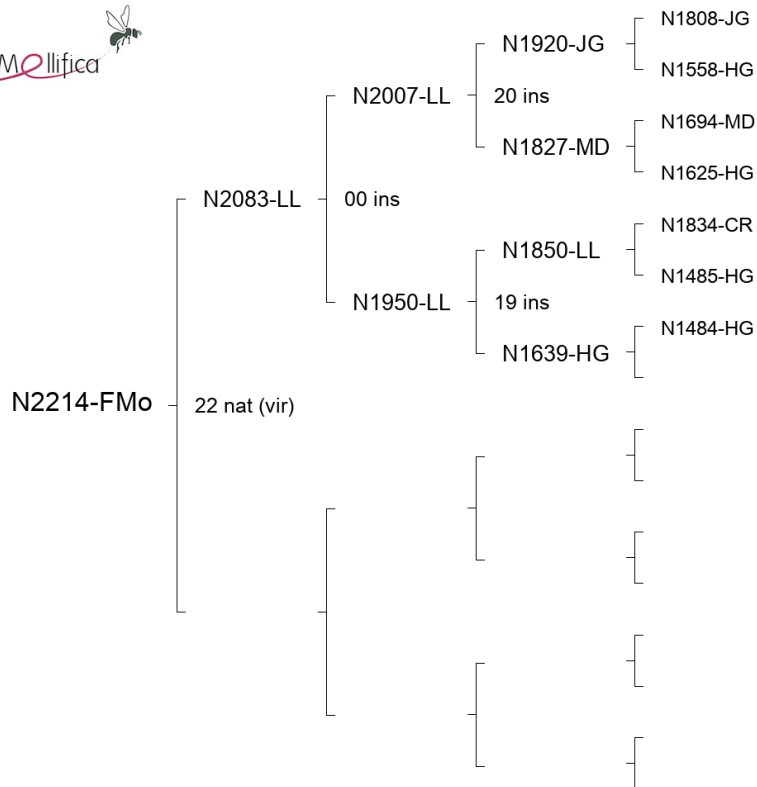 Mellifica
N1808-JG
N1920-JG
N1558-HG
N2007-LL
20 ins
N1694-MD
N1827-MD
N1625-HG
N2083-LL
00 ins
N1834-CR
N1850-LL
N1485-HG
N1950-LL
19 ins
N1484-HG
N1639-HG
N2214-FMo
22 nat (vir)